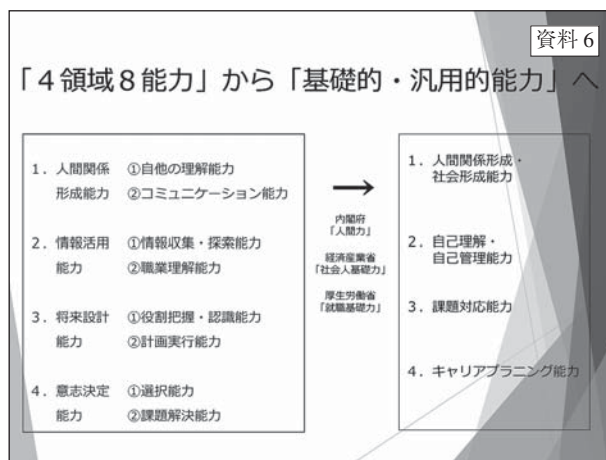 資料6
「4領域8能力」から「基礎的・汎用的能力」へ
1．人間関係 ①自他の理解能力
形成能力 ②コミュニケーション能力
2．情報活用 ①情報収集・探索能力
能力 ②職業理解能力
3．将来設計 ①役割把握・認識能力
能力 ②計画実行能力
4．意志決定 ①選択能力
能力 ②課題解決能力
→
内閣府
「人間力」
経済産業省
「社会人基礎力」
厚生労働省
「就職基礎力」
1．人間関係形成・
社会形成能力
2．自己理解・
自己管理能力
3．課題対応能力
4．キャリアプラニング能力